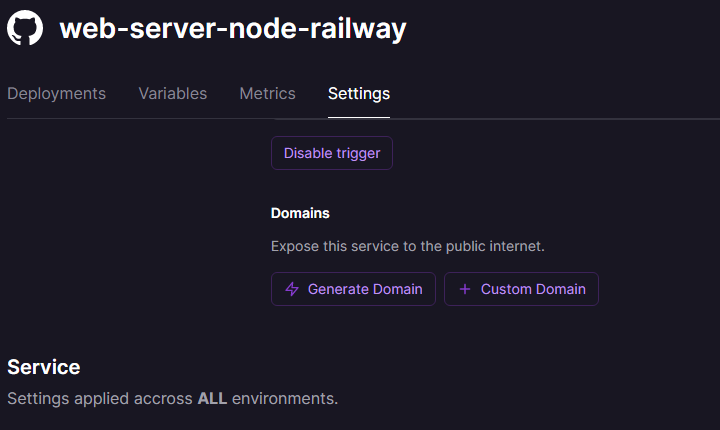 web-server-node-railway
Deployments Variables Metrics Settings
Disable trigger
Domains
Expose this service to the public internet.
Generate Domain Custom Domain
Service
Settings applied accross ALL environments.